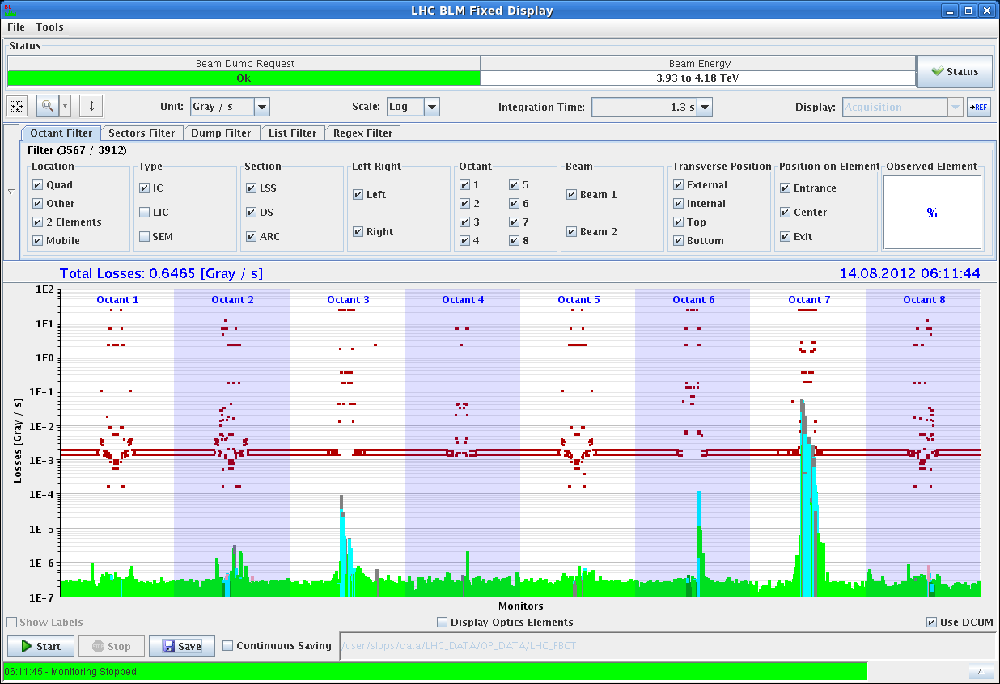 BL
LHC BLM Fixed Display
File Tools
Status
Beam Dump Request Beam Energy
Ok 3.93 to 4.18 TeV
Status
Unit: Gray / s Scale: Log Integration Time: 1.3 s Display: Acquisition REF
Octant Filter Sectors Filter Dump Filter List Filter Regex Filter
Filter (3567 / 3912)
Location Type Section Left Right Octant Beam Transverse Position Position on Element Observed Element
Quad IC LSS Left 1 5 Beam 1 External Entrance
Other 2 6 Internal
2 Elements LIC DS 3 7 Top Center %
Mobile SEM ARC Right 4 8 Beam 2 Bottom Exit
Total Losses: 0.6465 [Gray / s] 14.08.2012 06:11:44
1E2
Octant 1 Octant 2 Octant 3 Octant 4 Octant 5 Octant 6 Octant 7 Octant 8
1E1
1E0
1E-1
1E-2
1E-3
1E-4
1E-5
1E-6
1E-7
Losses [Gray / s]
Monitors
Show Labels Display Optics Elements Use DCUM
Start STOP Stop Save Continuous Saving /user/slops/data/LHC_DATA/OP_DATA/LHC_FBCT
06:11:45 - Monitoring Stopped.